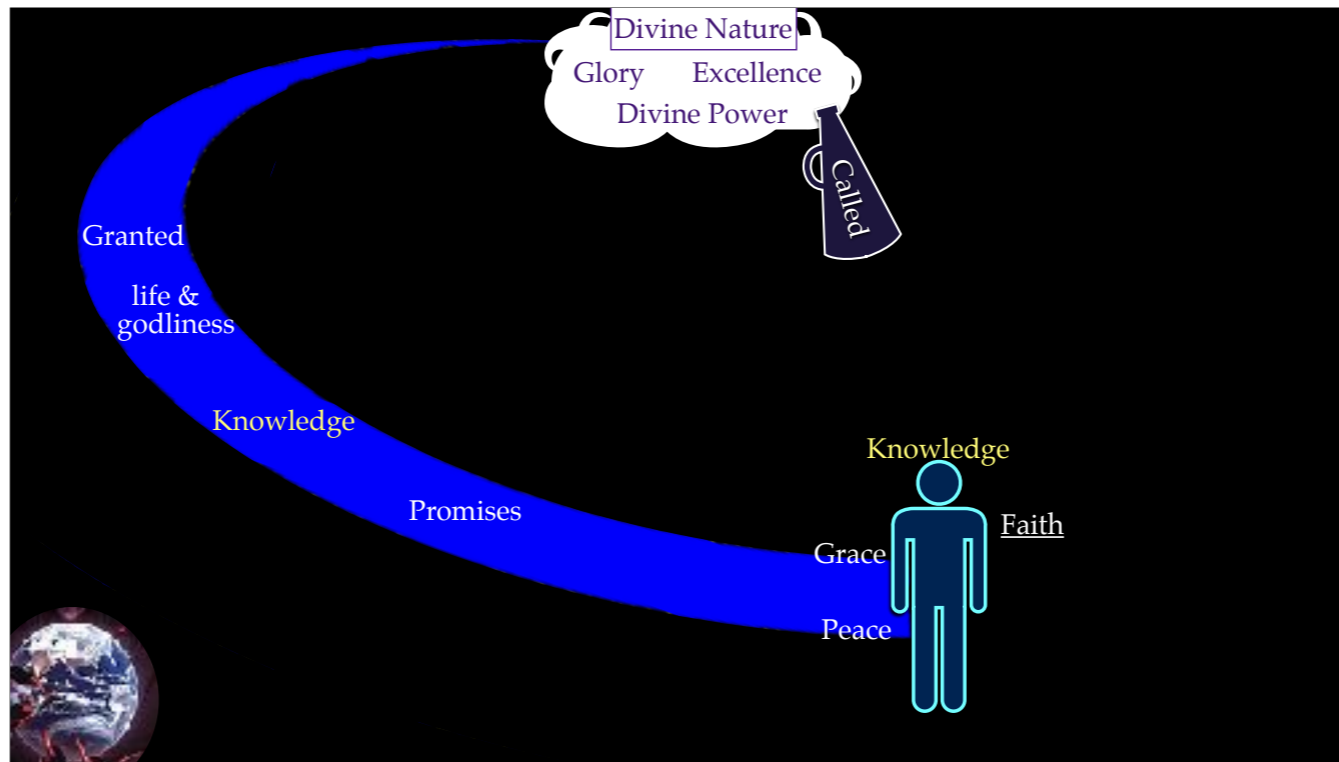 Divine Nature
Glory Excellence
Divine Power
Called
Granted
life &
godliness
Knowledge
Knowledge
Promises
Faith
Grace
Peace